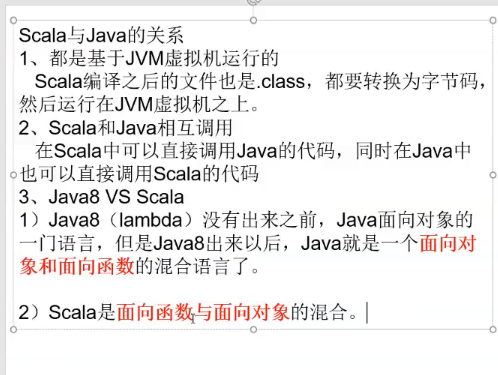 Scala与Java的关系
1、都是基于JVM虚拟机运行的
Scala编译之后的文件也是.class，都要转换为字节码，
然后运行在JVM虚拟机之上。
2、Scala和Java相互调用
在Scala中可以直接调用Java的代码，同时在Java中
也可以直接调用Scala的代码
3、Java8 VS Scala
1）Java8（lambda）没有出来之前，Java面向对象的
一门语言，但是Java8出来以后，Java就是一个面向对
象和面向函数的混合语言了。
2）Scala是面向函数与面向对象的混合。